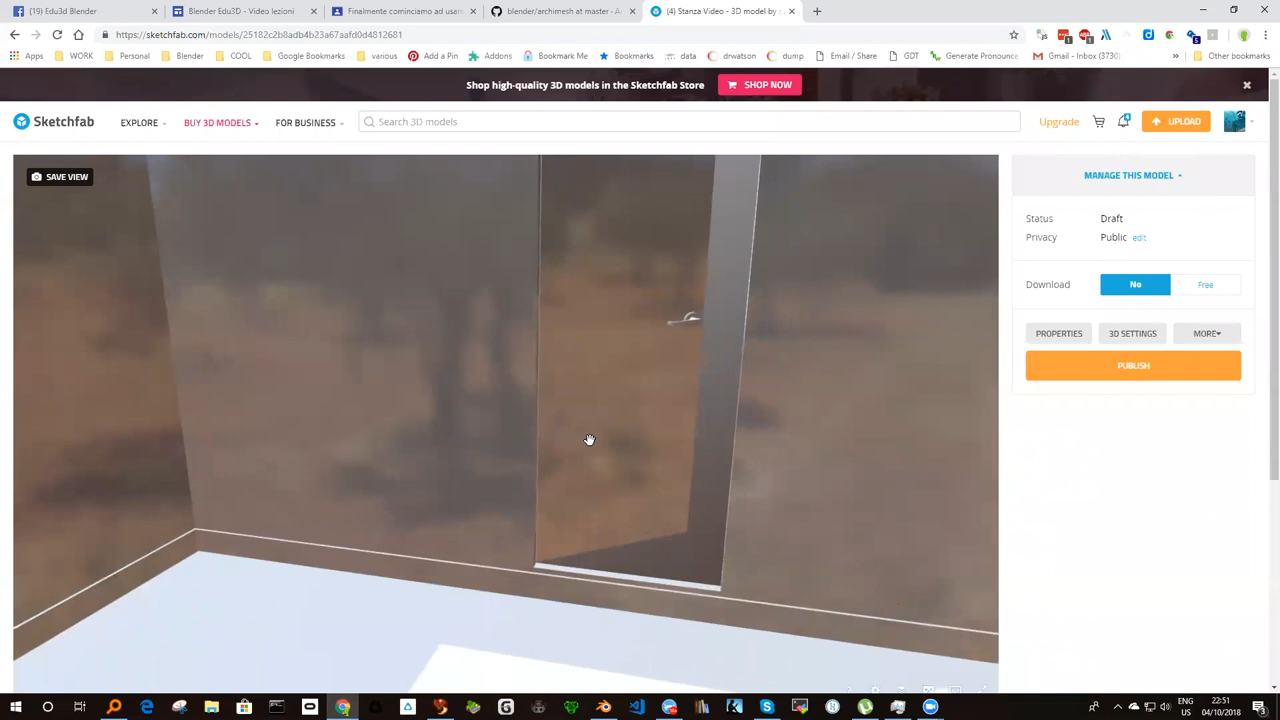 (4) Edu3d Blender
Blender Edu3D - Video lezioni
Finalmente cominciamo ad usam
blender/archimesh at master · A
(4) Stanza Video - 3D model by
https://sketchfab.com/models/25182c2b8adb4b23a67aafd0d4812681
Apps WORK Personal Blender COOL Google Bookmarks various Add a Pin Addons Bookmark Me Bookmarks data drwatson dump Email / Share GDT Generate Pronounce Gmail - Inbox (3730) Other bookmarks
Shop high-quality 3D models in the Sketchfab Store SHOP NOW
Sketchfab EXPLORE BUY 3D MODELS FOR BUSINESS Search 3D models Upgrade UPLOAD
SAVE VIEW
MANAGE THIS MODEL
Status Draft
Privacy Public edit
Download No Free
PROPERTIES 3D SETTINGS MORE
PUBLISH
ENG 22:51
US 04/10/2018